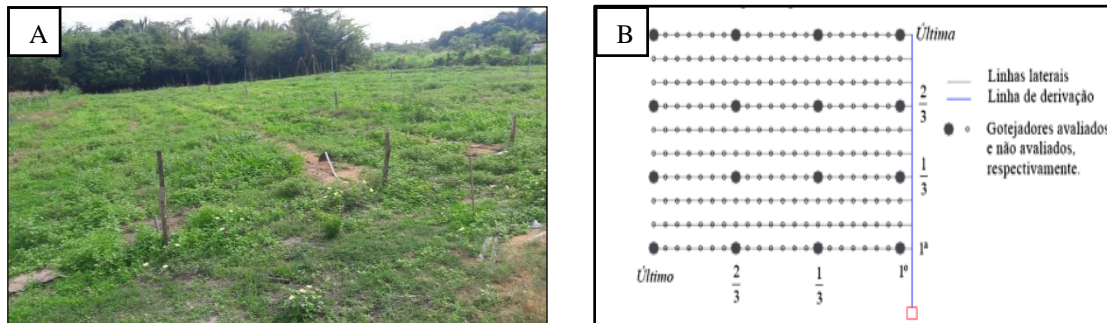 A
B
Última
Linhas laterais
Linha de derivação
2
3
Gotejadores avaliados
e não avaliados,
respectivamente.
1
3
1ª
Último
2
3
1
3
1º